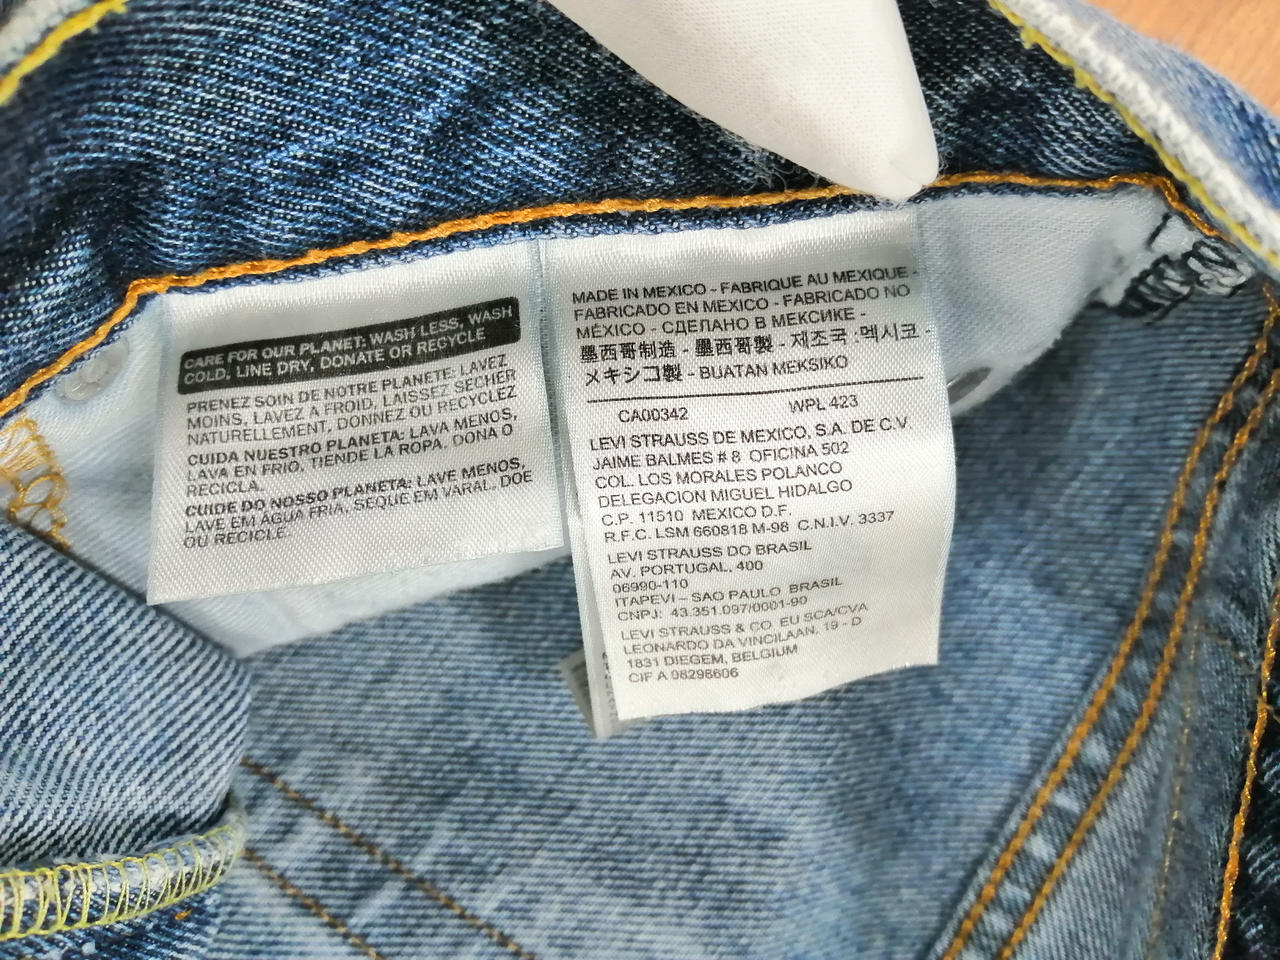 CARE FOR OUR PLANET: WASH LESS, WASH
COLD, LINE DRY, DONATE OR RECYCLE
PRENEZ SOIN DE NOTRE PLANETE: LAVEZ
MOINS, LAVEZ A FROID, LAISSEZ SECHER
NATURELLEMENT, DONNEZ OU RECYCLEZ
CUIDA NUESTRO PLANETA: LAVA MENOS,
LAVA EN FRIO, TIENDE LA ROPA, DONA O
RECICLA.
CUIDE DO NOSSO PLANETA: LAVE MENOS,
LAVE EM ÁGUA FRIA, SEQUE EM VARAL, DOE
OU RECICLE.
MADE IN MEXICO - FABRIQUE AU MEXIQUE -
FABRICADO EN MEXICO - FABRICADO NO
MÉXICO - СДЕЛАНО В МЕКСИКЕ -
墨西哥制造 - 墨西哥製 - 제조국 :멕시코 -
メキシコ製 - BUATAN MEKSIKO
CA00342 WPL 423
LEVI STRAUSS DE MEXICO, S.A. DE C.V.
JAIME BALMES # 8 OFICINA 502
COL. LOS MORALES POLANCO
DELEGACION MIGUEL HIDALGO
C.P. 11510 MEXICO D.F.
R.F.C. LSM 660818 M-98 C.N.I.V. 3337
LEVI STRAUSS DO BRASIL
AV. PORTUGAL, 400
06990-110
ITAPEVI – SAO PAULO BRASIL
CNPJ: 43.351.097/0001-90
LEVI STRAUSS & CO. EU SCA/CVA
LEONARDO DA VINCILAAN, 19 - D
1831 DIEGEM, BELGIUM
CIF A 08298606